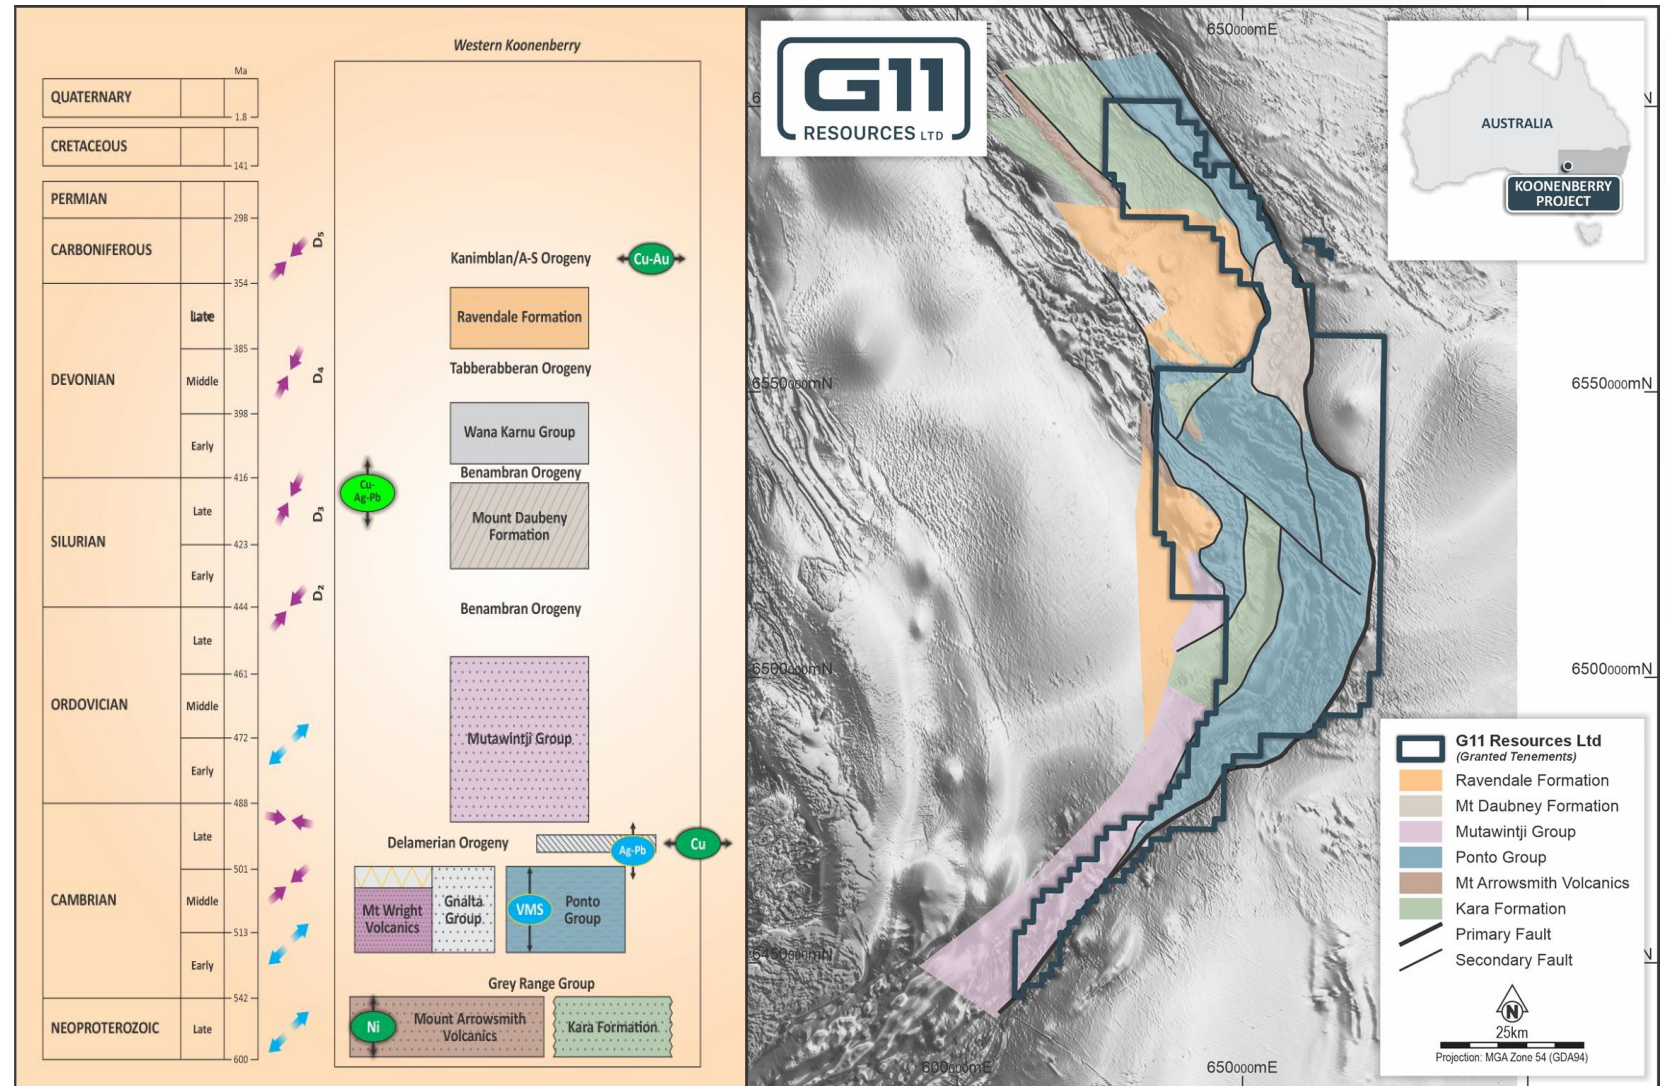 Western Koonenberry
Ma
QUATERNARY
1.8
CRETACEOUS
141
PERMIAN
298
CARBONIFEROUS
354
Late
385
DEVONIAN
Middle
398
Early
416
Late
SILURIAN
423
Early
444
Late
461
ORDOVICIAN
Middle
472
Early
488
Late
501
CAMBRIAN
Middle
513
Early
542
NEOPROTEROZOIC
Late
600
D5
D4
D3
D2
Kanimblan/A-S Orogeny
Cu-Au
Ravendale Formation
Tabberabberan Orogeny
Wana Karnu Group
Benambran Orogeny
Cu-
Ag-Pb
Mount Daubeny
Formation
Benambran Orogeny
Mutawintji Group
Delamerian Orogeny
Ag-Pb
Cu
Mt Wright
Volcanics
Gnalta
Group
VMS
Ponto
Group
Grey Range Group
Ni
Mount Arrowsmith
Volcanics
Kara Formation
G11
RESOURCES LTD
E
650000mE
6
N
AUSTRALIA
KOONENBERRY
PROJECT
6550000mN
6550000mN
6500000mN
6500000mN
6450000mN
N
600000mE
650000mE
G11 Resources Ltd
(Granted Tenements)
Ravendale Formation
Mt Daubney Formation
Mutawintji Group
Ponto Group
Mt Arrowsmith Volcanics
Kara Formation
Primary Fault
Secondary Fault
N
25km
Projection: MGA Zone 54 (GDA94)